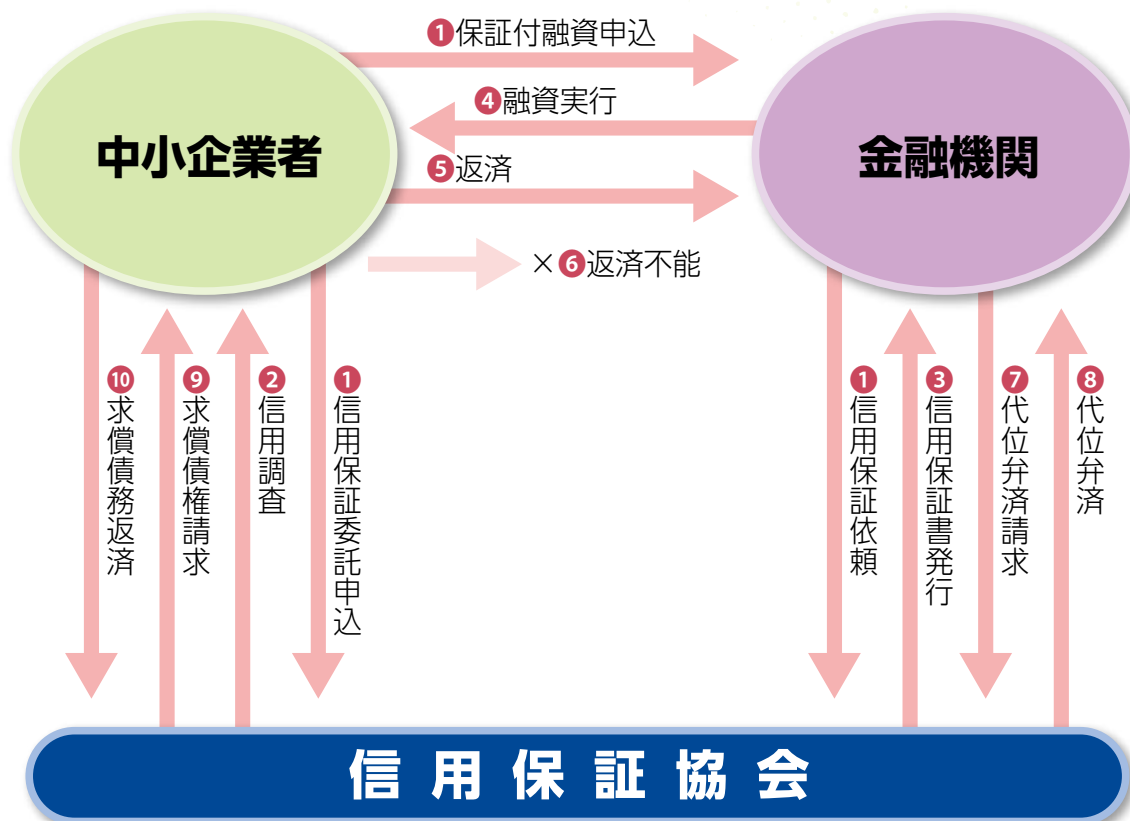 ❶保証付融資申込
❹融資実行
中小企業者
金融機関
❺返済
×❻返済不能
❿求償債務返済
❾求償債権請求
❷信用調査
❶信用保証委託申込
❶信用保証依頼
❸信用保証書発行
❼代位弁済請求
❽代位弁済
信用保証協会